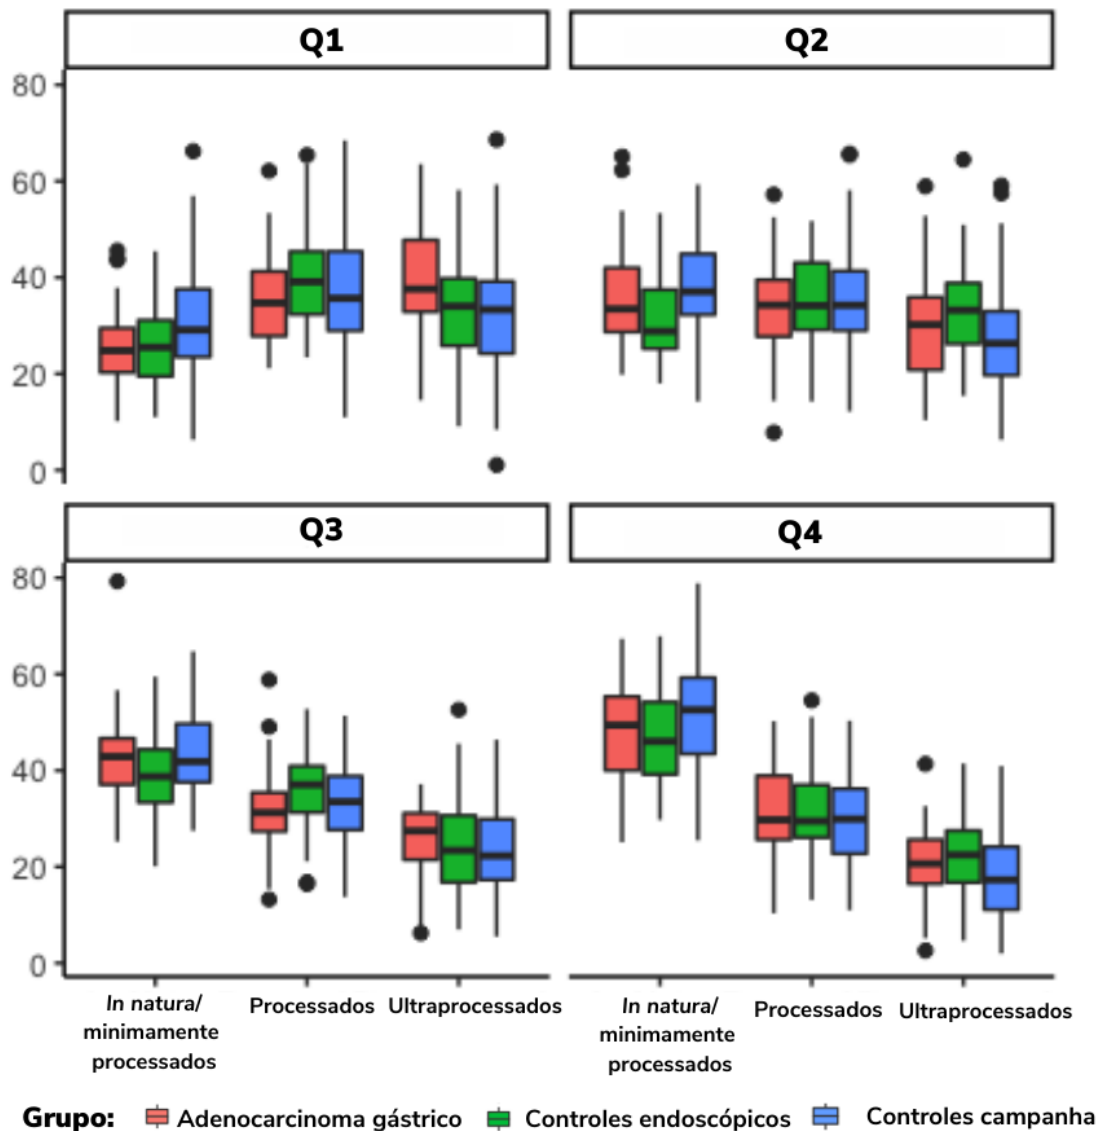 Q1
Q2
80
60
40
20
0
Q3
Q4
80
60
40
20
0
In natura/
minimamente
processados
Processados
Ultraprocessados
In natura/
minimamente
processados
Processados
Ultraprocessados
Grupo: Adenocarcinoma gástrico Controles endoscópicos Controles campanha